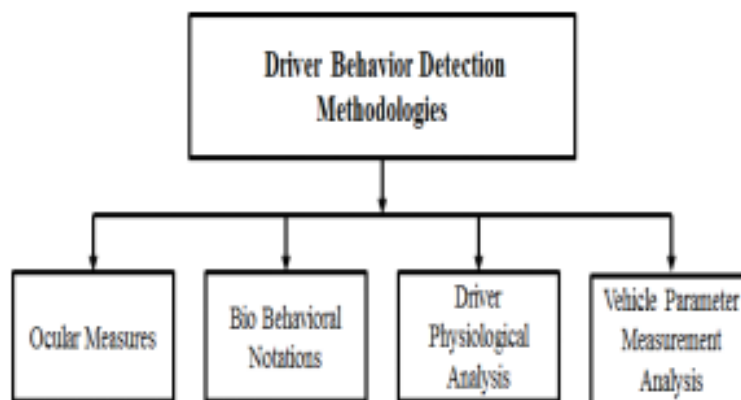 Driver Behavior Detection
Methodologies
Ocular Measures
Bio Behavioral
Notations
Driver
Physiological
Analysis
Vehicle Parameter
Measurement
Analysis